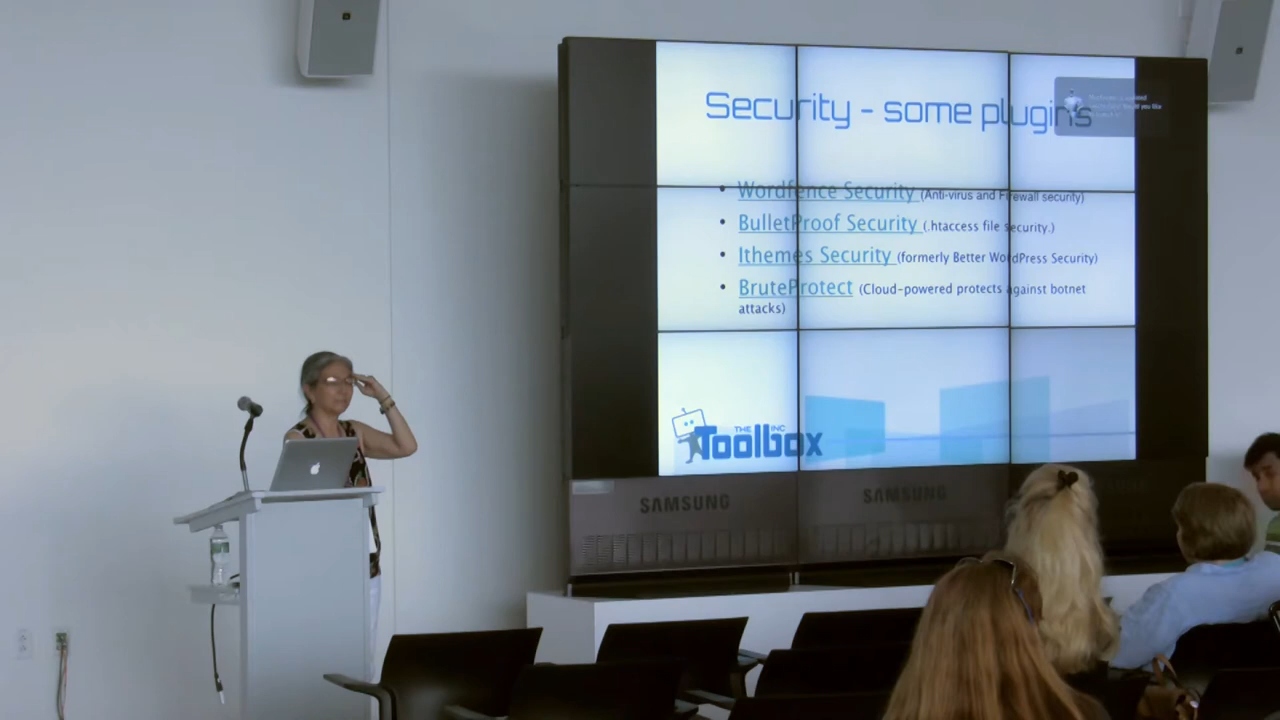 Security - some plugins
• Wordfence Security (Anti-virus and Firewall security)
• BulletProof Security (.htaccess file security.)
• Ithemes Security (formerly Better WordPress Security)
• BruteProtect (Cloud-powered protects against botnet
attacks)
THE INC
Toolbox
SAMSUNG
SAMSUNG